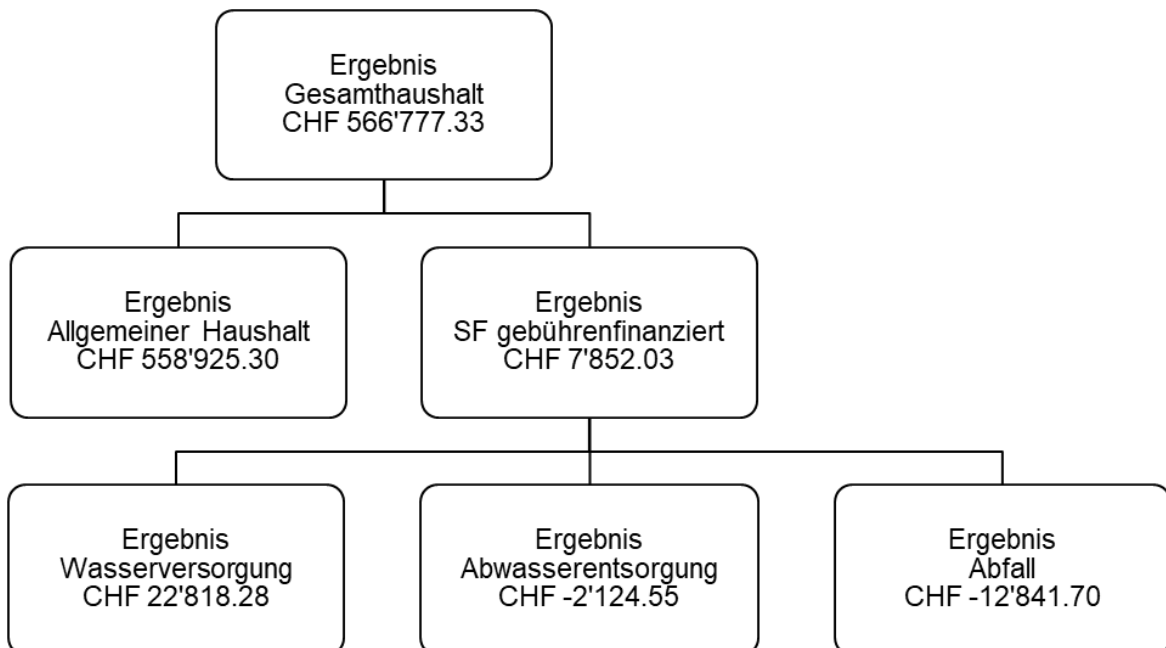 Ergebnis
Gesamthaushalt
CHF 566'777.33
Ergebnis
Allgemeiner Haushalt
CHF 558'925.30
Ergebnis
SF gebührenfinanziert
CHF 7'852.03
Ergebnis
Wasserversorgung
CHF 22'818.28
Ergebnis
Abwasserentsorgung
CHF -2'124.55
Ergebnis
Abfall
CHF -12'841.70